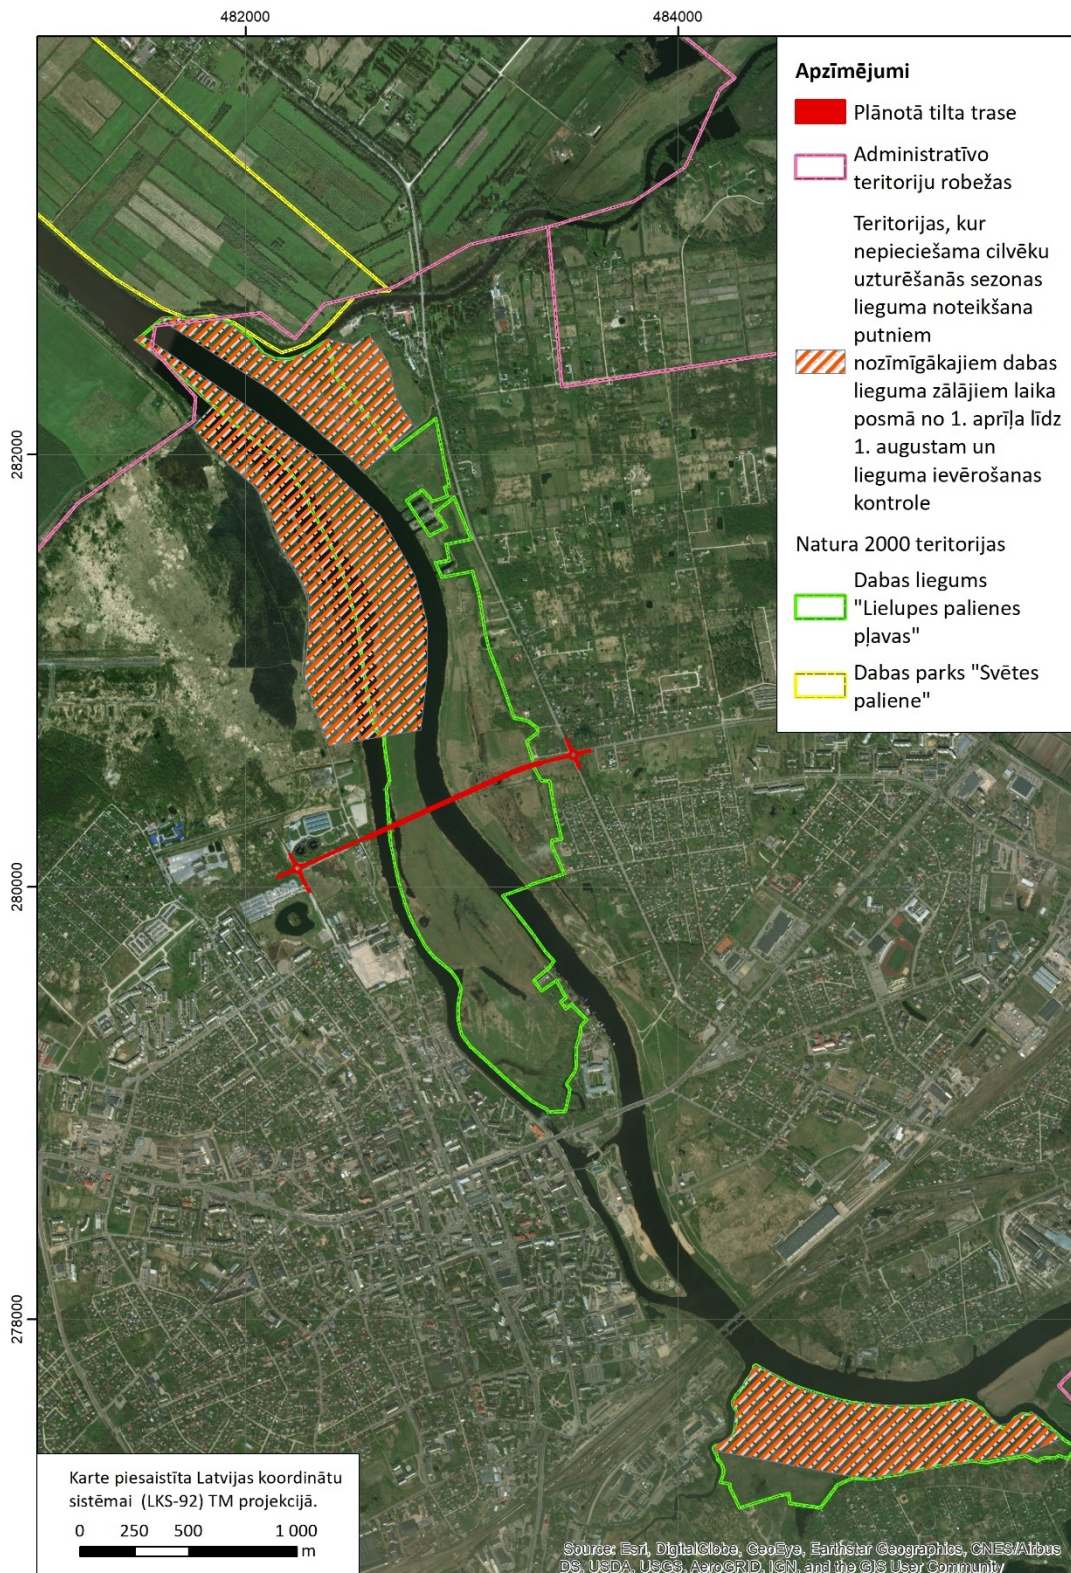 482000
484000
Apzīmējumi
Plānotā tilta trase
Administratīvo
teritoriju robežas
Teritorijas, kur
nepieciešama cilvēku
uzturēšanās sezonas
lieguma noteikšana
putniem
nozīmīgākajiem dabas
lieguma zālājiem laika
posmā no 1. aprīļa līdz
1. augustam un
lieguma ievērošanas
kontrole
Natura 2000 teritorijas
Dabas liegums
"Lielupes palienes
pļavas"
Dabas parks "Svētes
paliene"
282000
280000
278000
Karte piesaistīta Latvijas koordinātu
sistēmai (LKS-92) TM projekcijā.
0 250 500 1 000
m
Source: Esri, DigitalGlobe, GeoEye, Earthstar Geographics, CNES/Airbus
DS, USDA, USGS, AeroGRID, IGN, and the GIS User Community